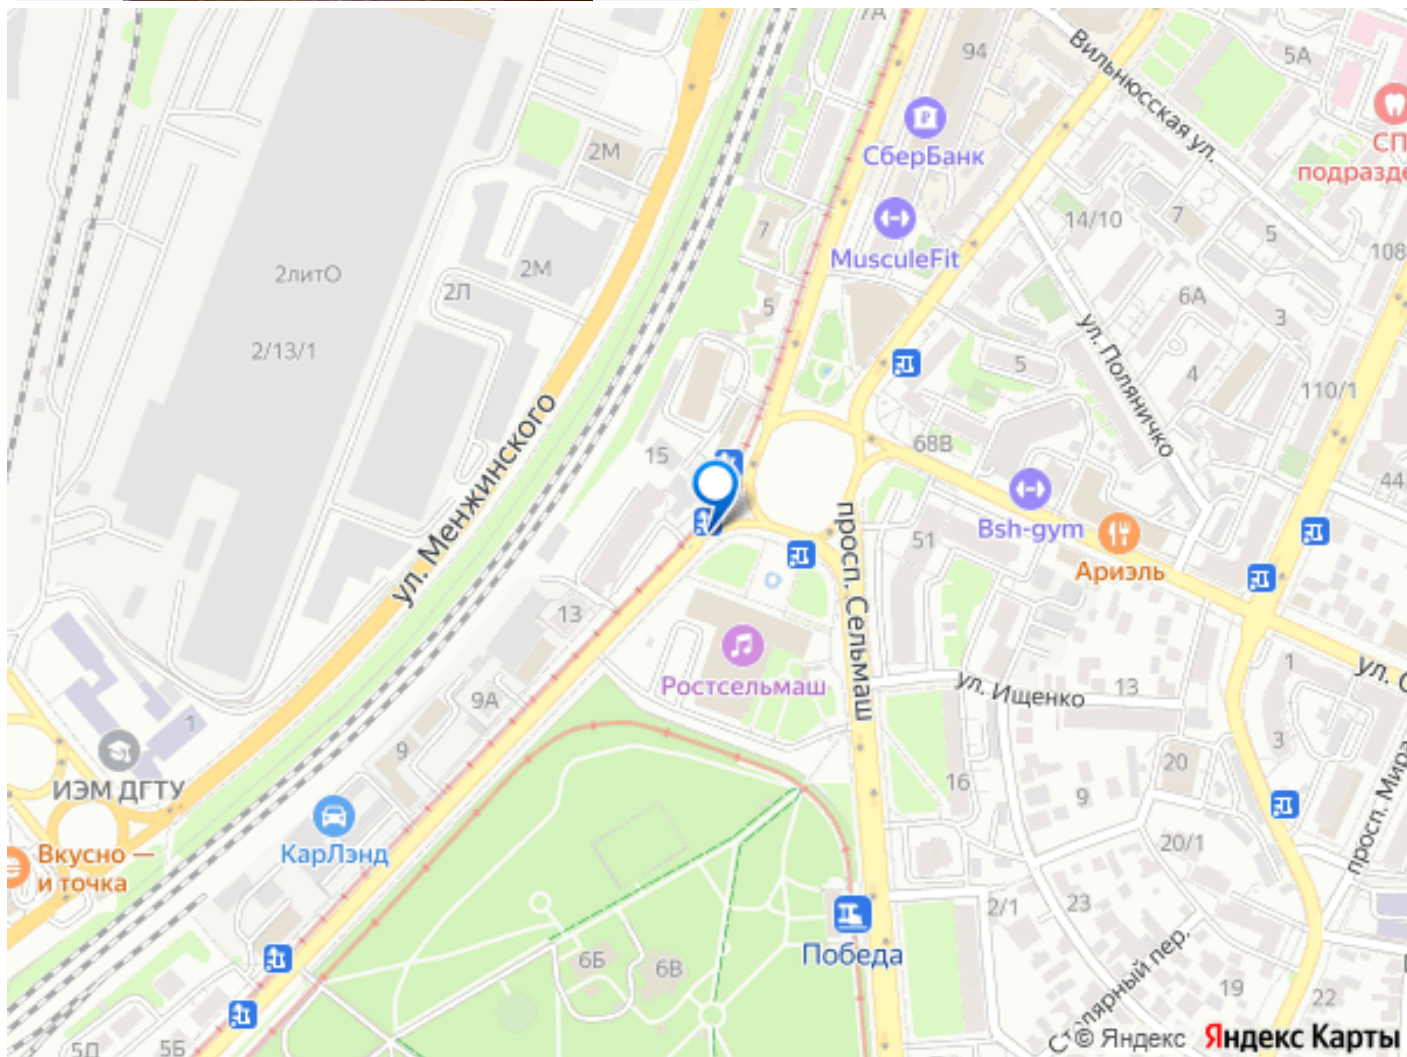 7А
94
Вильнюсская ул.
5А
СП
подразде
СберБанк
2М
14/10
7
5
7
MusculeFit
108
2литО
2М
2Л
6А
3
5
ул. Поляничко
2/13/1
5
4
110/1
ул. Менжинского
15
68В
44
просп. Сельмаш
Bsh-gym
51
Ариэль
13
Ростсельмаш
ул. Ищенко
13
1
ул. С
9А
1
9
3
просп. Мира
ИЭМ ДГТУ
20
16
9
КарЛэнд
20/1
Вкусно —
и точка
2/1
23
Победа
6Б
6В
19
22
5Д
5Б
© Яндекс
Яндекс Карты